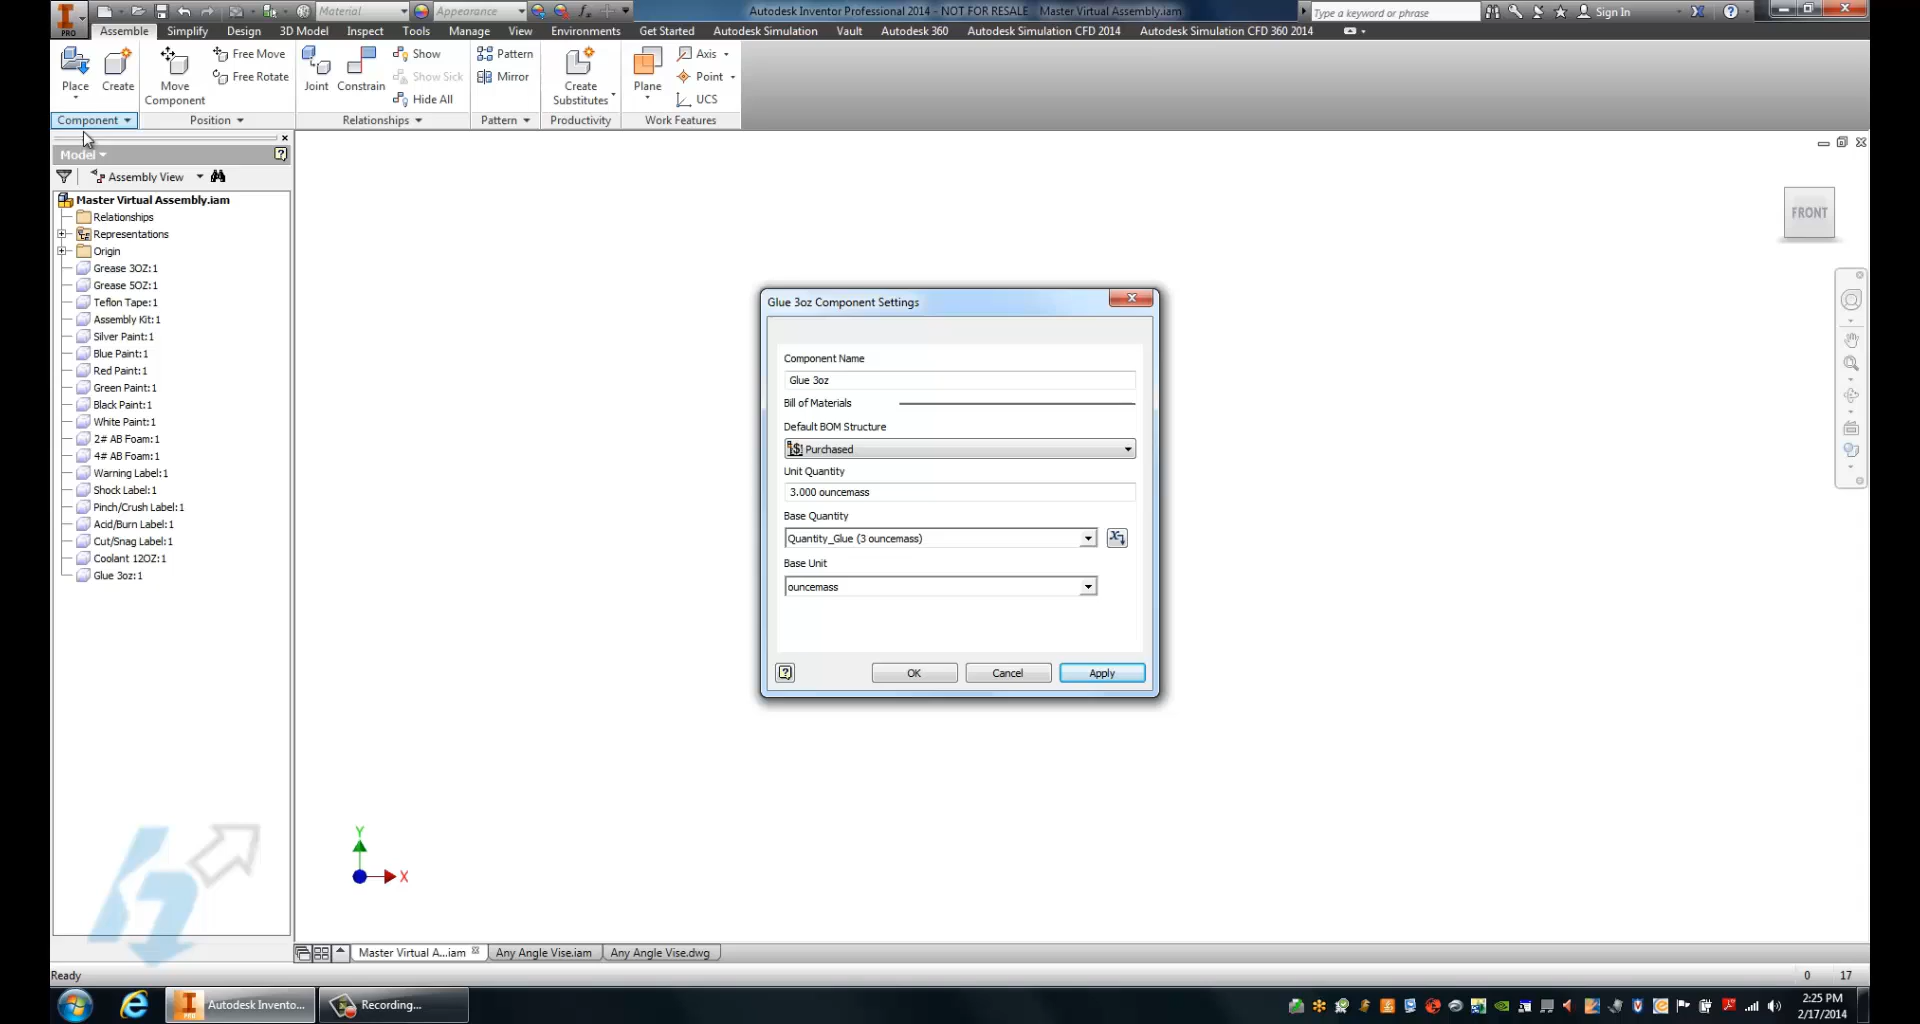 Material
Appearance
Autodesk Inventor Professional 2014 - NOT FOR RESALE   Master Virtual Assembly.iam
Type a keyword or phrase
Sign In
PRO
Assemble Simplify Design 3D Model Inspect Tools Manage View Environments Get Started Autodesk Simulation Vault Autodesk 360 Autodesk Simulation CFD 2014 Autodesk Simulation CFD 360 2014
Place
Create
Move
Component
Free Move
Free Rotate
Joint
Constrain
Show
Show Sick
Hide All
Pattern
Mirror
Create
Substitutes
Plane
Axis
Point
UCS
Component
Position
Relationships
Pattern
Productivity
Work Features
Model
Assembly View
Master Virtual Assembly.iam
Relationships
Representations
Origin
Grease 3OZ:1
Grease 5OZ:1
Teflon Tape:1
Assembly Kit:1
Silver Paint:1
Blue Paint:1
Red Paint:1
Green Paint:1
Black Paint:1
White Paint:1
2# AB Foam:1
4# AB Foam:1
Warning Label:1
Shock Label:1
Pinch/Crush Label:1
Acid/Burn Label:1
Cut/Snag Label:1
Coolant 12OZ:1
Glue 3oz:1
FRONT
Glue 3oz Component Settings
Component Name
Glue 3oz
Bill of Materials
Default BOM Structure
Purchased
Unit Quantity
3.000 ouncemass
Base Quantity
Quantity_Glue (3 ouncemass)
Base Unit
ouncemass
OK
Cancel
Apply
Y
X
Master Virtual A...iam
Any Angle Vise.iam
Any Angle Vise.dwg
Ready
0 17
Autodesk Invento...
Recording...
2:25 PM
2/17/2014